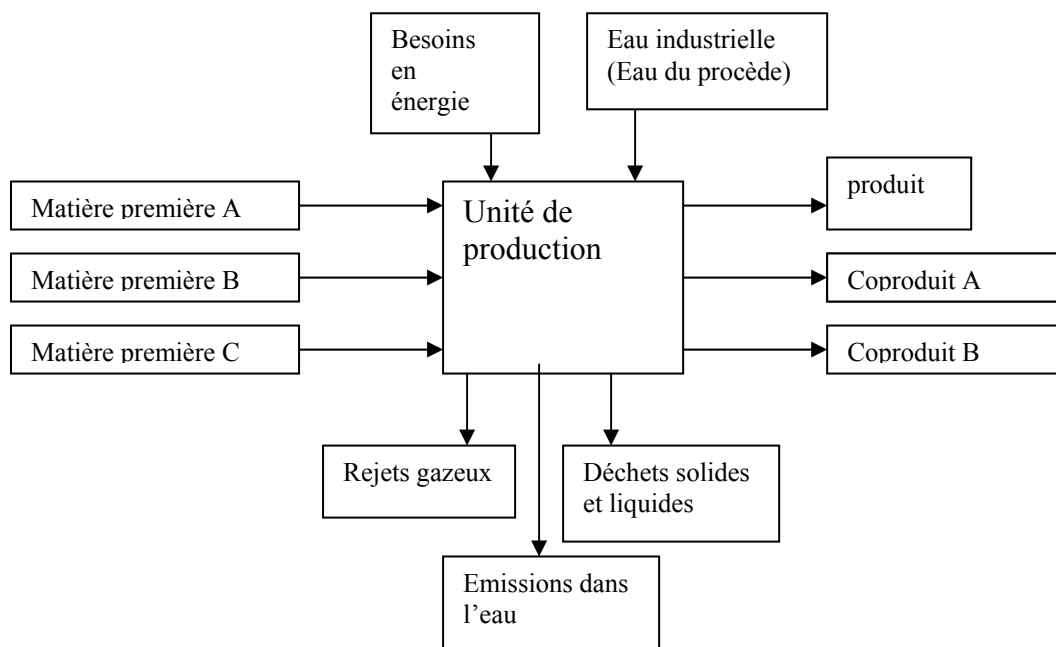 Besoins
en
énergie
Eau industrielle
(Eau du procède)
Matière première A
Matière première B
Matière première C
Unité de
production
produit
Coproduit A
Coproduit B
Rejets gazeux
Déchets solides
et liquides
Emissions dans
l’eau